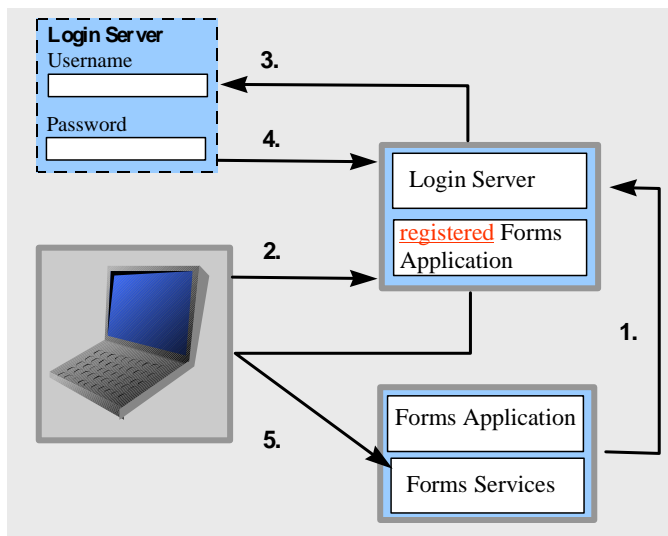 Login Server
Username
Password
3.
4.
Login Server
registered Forms
Application
2.
1.
5.
Forms Application
Forms Services